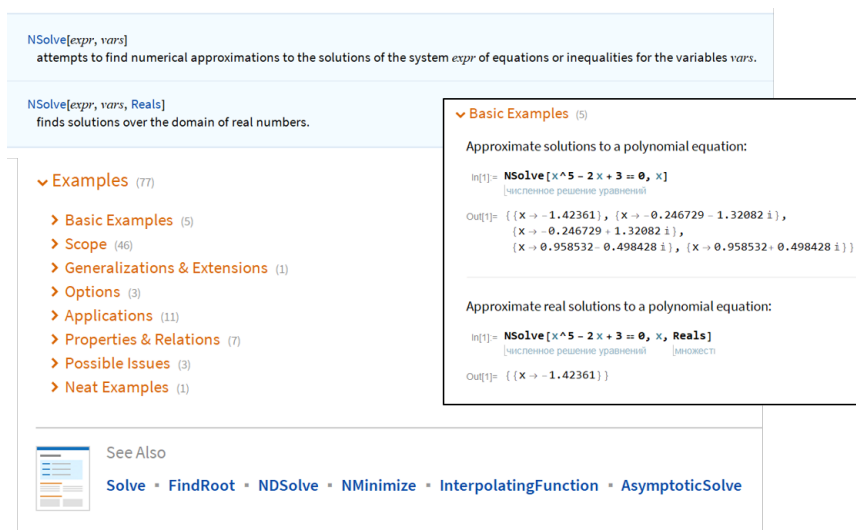 NSolve[expr, vars]
attempts to find numerical approximations to the solutions of the system expr of equations or inequalities for the variables vars.
NSolve[expr, vars, Reals]
finds solutions over the domain of real numbers.
Examples (77)
Basic Examples (5)
Scope (46)
Generalizations & Extensions (1)
Options (3)
Applications (11)
Properties & Relations (7)
Possible Issues (3)
Neat Examples (1)
Basic Examples (5)
Approximate solutions to a polynomial equation:
In[1]:= NSolve[x^5 - 2 x + 3 == 0, x]
численное решение уравнений
Out[1]= {{x → -1.42361}, {x → -0.246729 - 1.32082 i},
{x → -0.246729 + 1.32082 i},
{x → 0.958532 - 0.498428 i}, {x → 0.958532 + 0.498428 i}}
Approximate real solutions to a polynomial equation:
In[1]:= NSolve[x^5 - 2 x + 3 == 0, x, Reals]
численное решение уравнений множест
Out[1]= {{x → -1.42361}}
See Also
Solve ▪ FindRoot ▪ NDSolve ▪ NMinimize ▪ InterpolatingFunction ▪ AsymptoticSolve